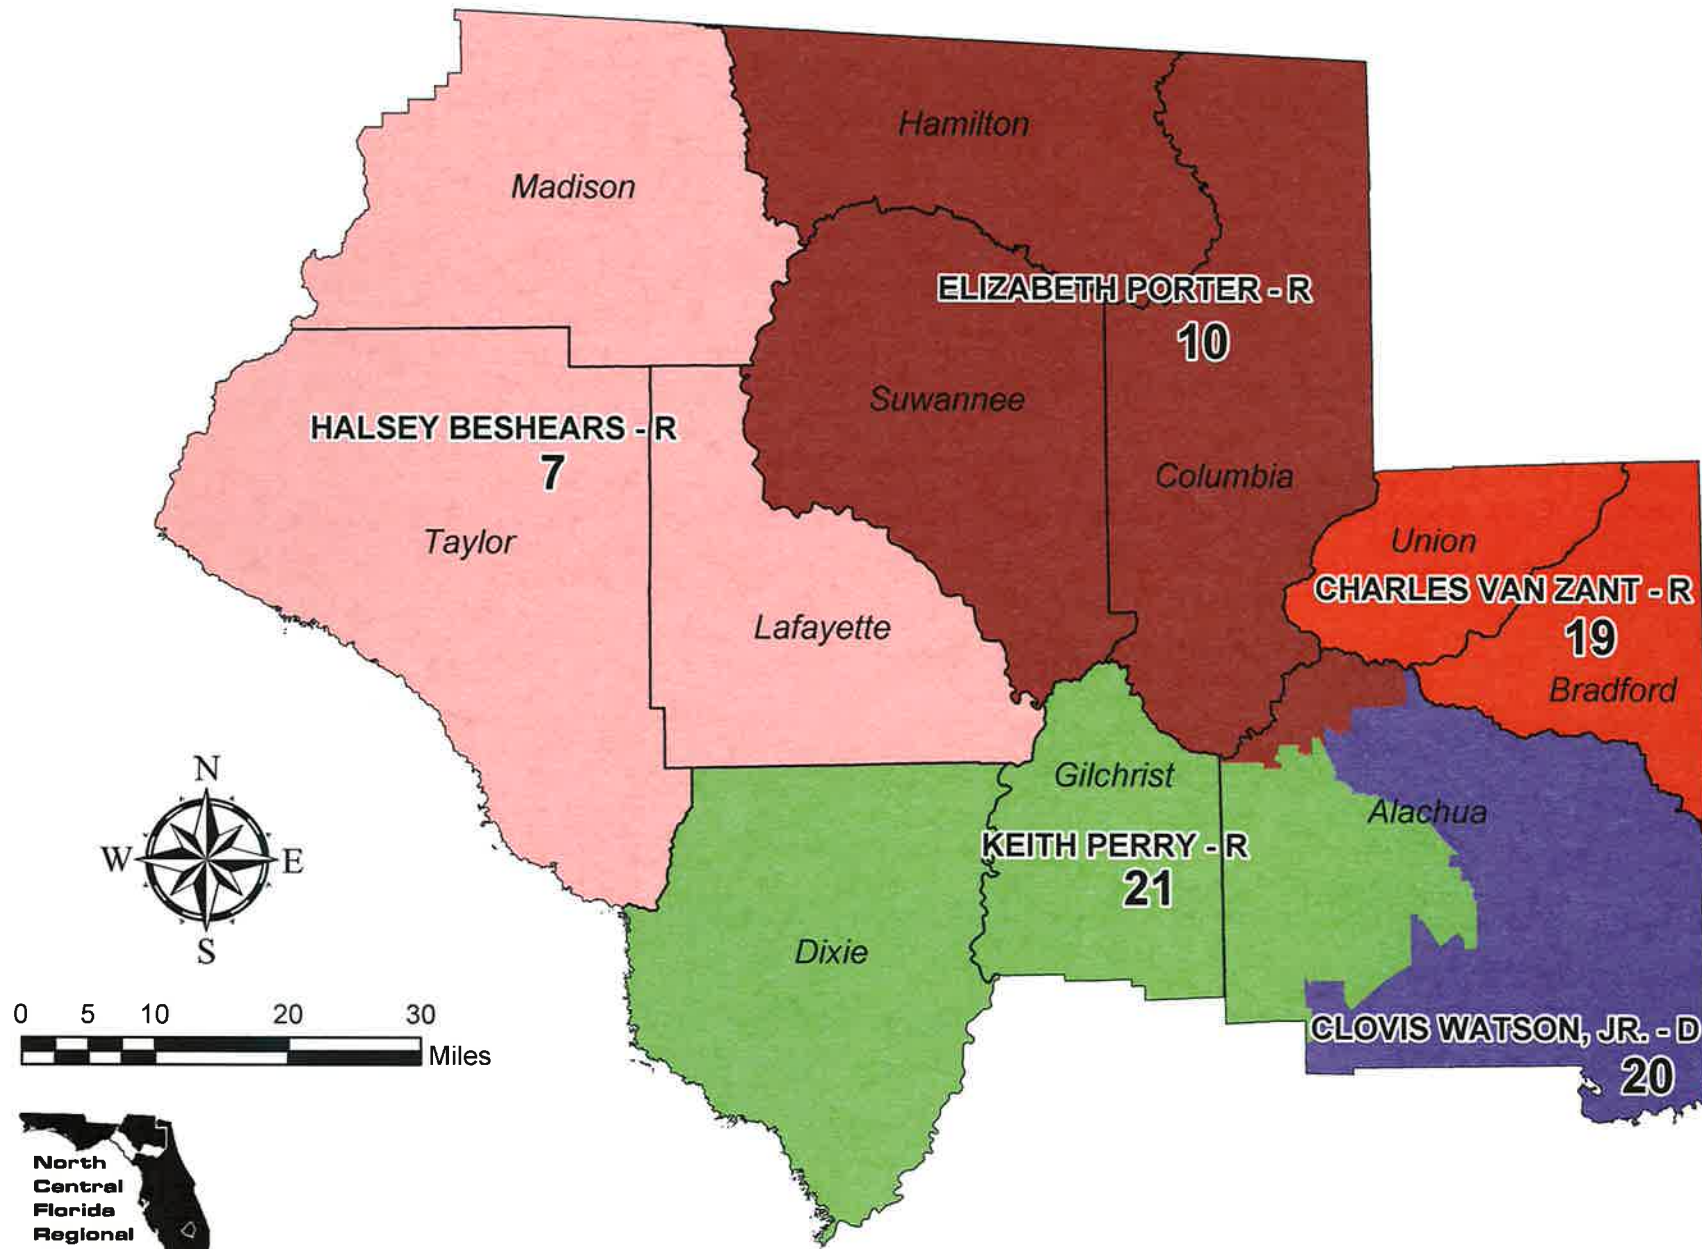 Hamilton
Madison
ELIZABETH PORTER - R
10
Suwannee
HALSEY BESHEARS - R
7
Columbia
Taylor
Union
CHARLES VAN ZANT - R
19
Lafayette
Bradford
Gilchrist
Alachua
KEITH PERRY - R
21
Dixie
N
W E
S
0 5 10 20 30
Miles
CLOVIS WATSON, JR. - D
20
North
Central
Florida
Regional